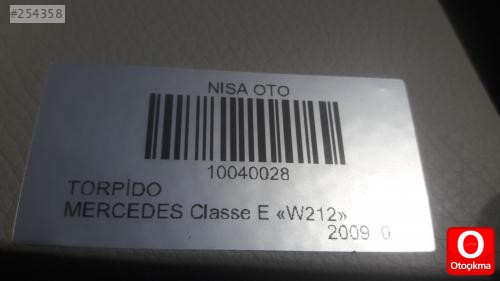 #254358
NISA OTO
10040028
TORPİDO
MERCEDES Classe E «W212»
2009 0
Otoçıkma